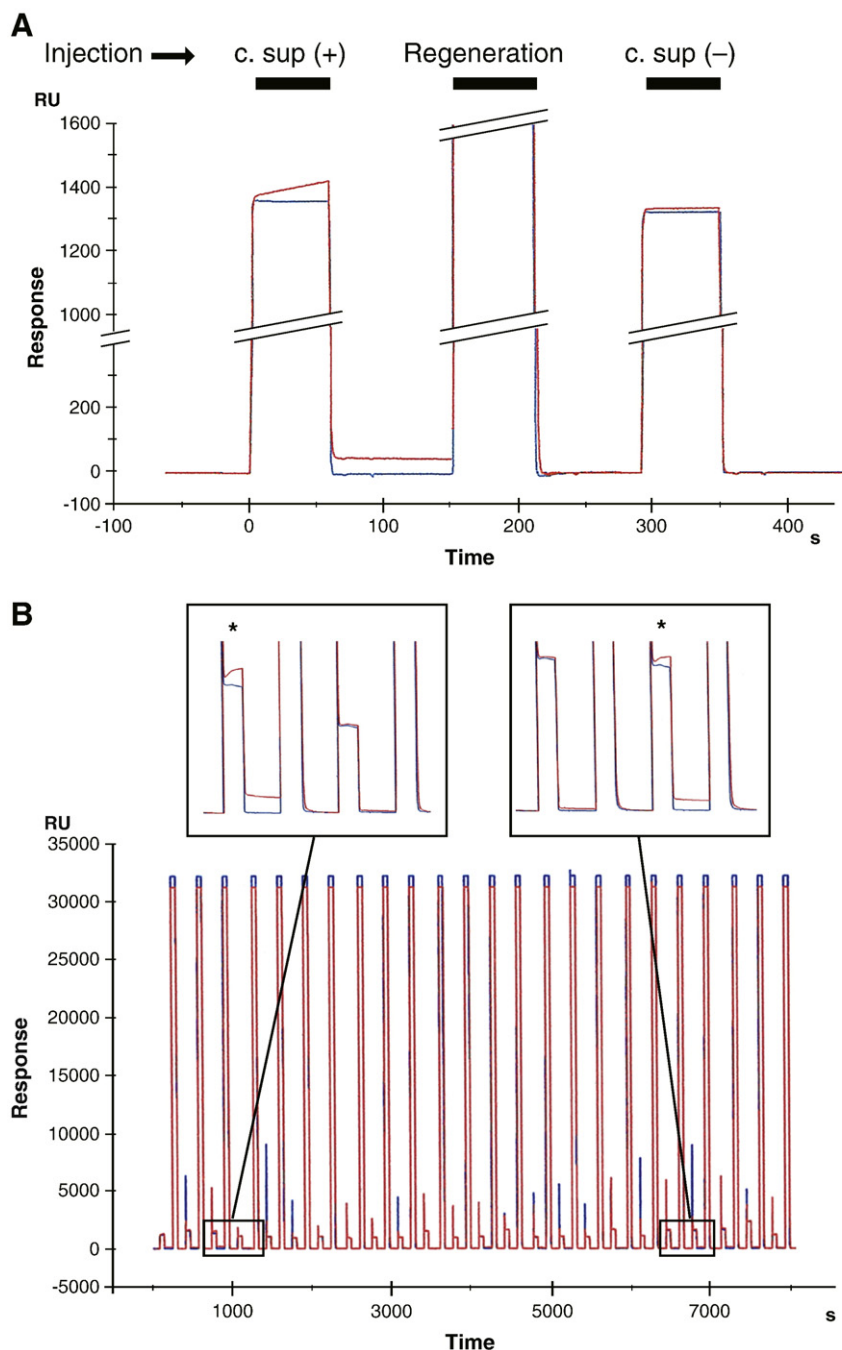 A
Injection c. sup (+) Regeneration c. sup (–)
RU
1600
1400
1200
1000
200
0
-100
Response
-100 0 100 200 300 400 s
Time
B
*
*
RU
35000
30000
25000
20000
15000
10000
5000
0
-5000
Response
1000 3000 5000 7000 s
Time